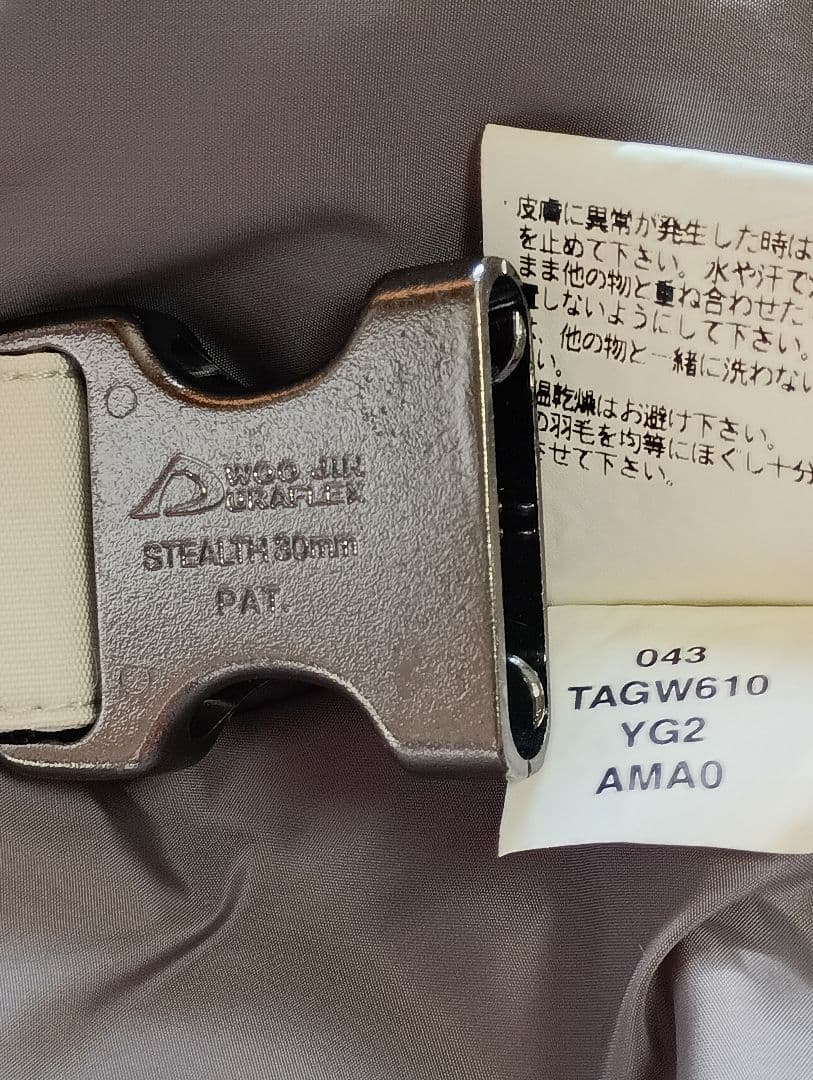 WOO JIN
DRAFLEX
STEALTH 30mm
PAT.
皮膚に異常が発生した時は
を止めて下さい。水や汗で
まま他の物と重ね合わせた
置しないようにして下さい。
、他の物と一緒に洗わない
い。
温乾燥はお避け下さい。
の羽毛を均等にほぐし十分
させて下さい。
043
TAGW610
YG2
AMA0